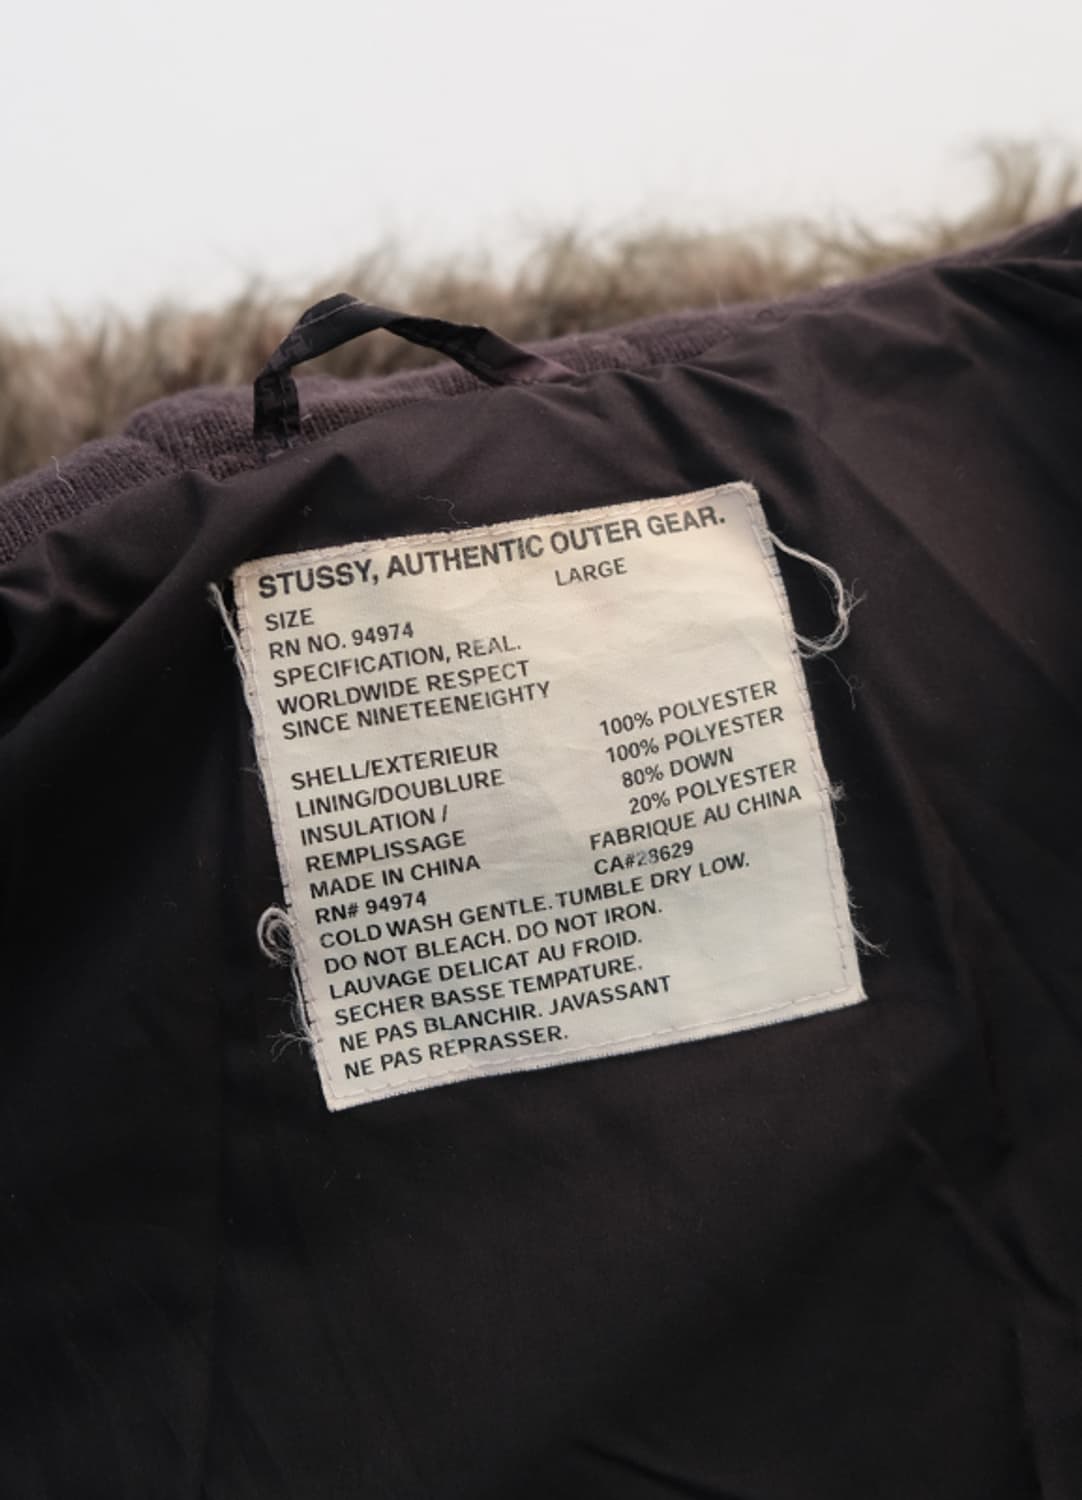 STUSSY, AUTHENTIC OUTER GEAR.
SIZE LARGE
RN NO. 94974
SPECIFICATION, REAL.
WORLDWIDE RESPECT
SINCE NINETEENEIGHTY
SHELL/EXTERIEUR 100% POLYESTER
LINING/DOUBLURE 100% POLYESTER
INSULATION / 80% DOWN
REMPLISSAGE 20% POLYESTER
MADE IN CHINA FABRIQUE AU CHINA
RN# 94974 CA#28629
COLD WASH GENTLE. TUMBLE DRY LOW.
DO NOT BLEACH. DO NOT IRON.
LAUVAGE DELICAT AU FROID.
SECHER BASSE TEMPATURE.
NE PAS BLANCHIR. JAVASSANT
NE PAS REPRASSER.